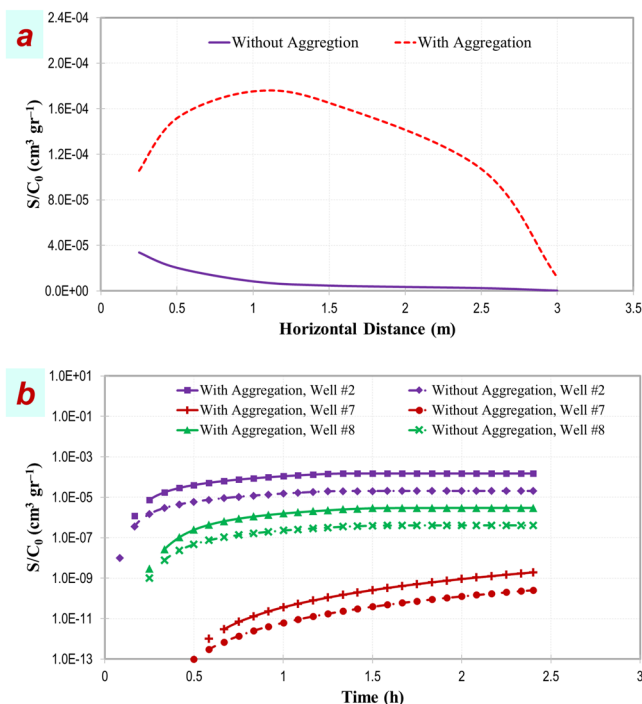 a
2.4E-04
2.0E-04
1.6E-04
1.2E-04
8.0E-05
4.0E-05
0.0E+00
S/C₀ (cm³ gr⁻¹)
Without Aggregtion
With Aggregation
0
0.5
1
1.5
2
2.5
3
3.5
Horizontal Distance (m)
b
1.0E+01
1.0E-01
1.0E-03
1.0E-05
1.0E-07
1.0E-09
1.0E-11
1.0E-13
S/C₀ (cm³ gr⁻¹)
With Aggregation, Well #2
Without Aggregation, Well #2
With Aggregation, Well #7
Without Aggregation, Well #7
With Aggregation, Well #8
Without Aggregation, Well #8
0
0.5
1
1.5
2
2.5
3
Time (h)